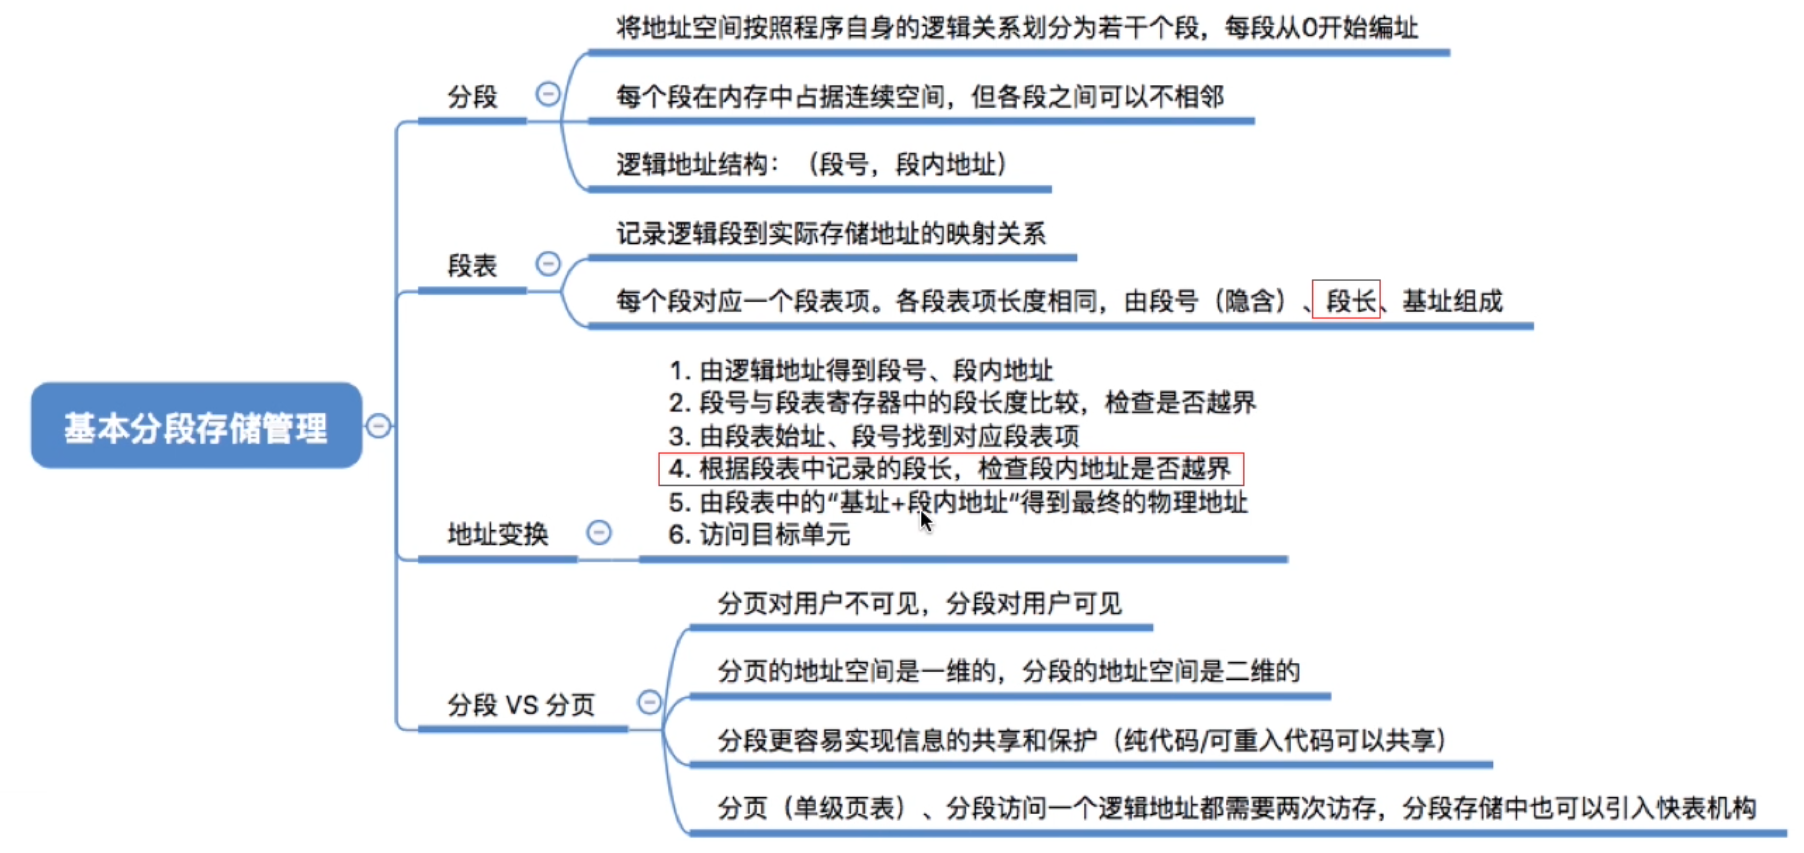 将地址空间按照程序自身的逻辑关系划分为若干个段，每段从0开始编址
分段
每个段在内存中占据连续空间，但各段之间可以不相邻
逻辑地址结构：（段号，段内地址）
记录逻辑段到实际存储地址的映射关系
段表
每个段对应一个段表项。各段表项长度相同，由段号（隐含）、段长、基址组成
基本分段存储管理
1. 由逻辑地址得到段号、段内地址
2. 段号与段表寄存器中的段长度比较，检查是否越界
3. 由段表始址、段号找到对应段表项
4. 根据段表中记录的段长，检查段内地址是否越界
5. 由段表中的“基址+段内地址”得到最终的物理地址
6. 访问目标单元
地址变换
分页对用户不可见，分段对用户可见
分页的地址空间是一维的，分段的地址空间是二维的
分段 VS 分页
分段更容易实现信息的共享和保护（纯代码/可重入代码可以共享）
分页（单级页表）、分段访问一个逻辑地址都需要两次访存，分段存储中也可以引入快表机构